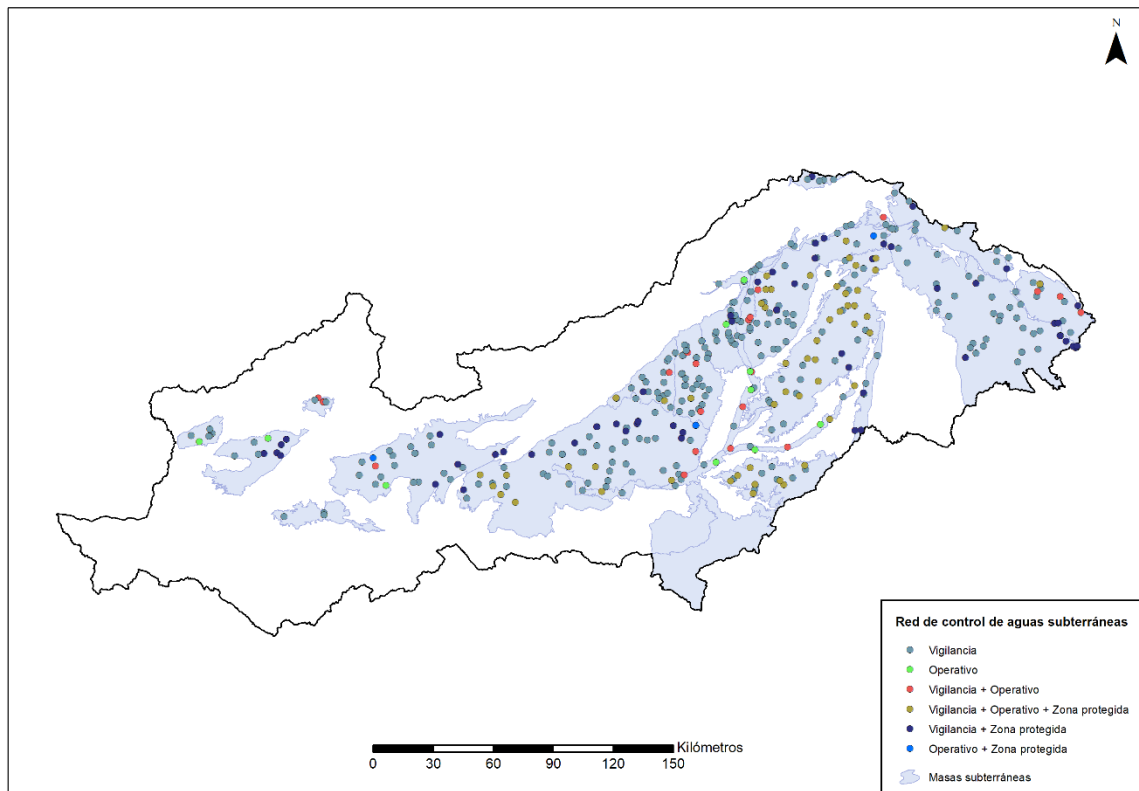 N
Red de control de aguas subterráneas
Vigilancia
Operativo
Vigilancia + Operativo
Vigilancia + Operativo + Zona protegida
Vigilancia + Zona protegida
Operativo + Zona protegida
Masas subterráneas
Kilómetros
0 30 60 90 120 150